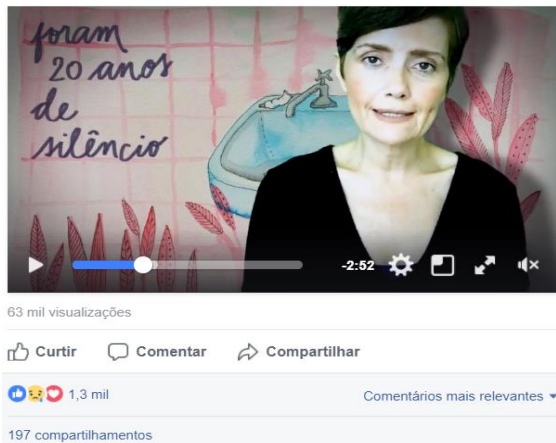 foram
20 anos
de
silêncio
-2:52
63 mil visualizações
Curtir Comentar Compartilhar
1,3 mil Comentários mais relevantes
197 compartilhamentos